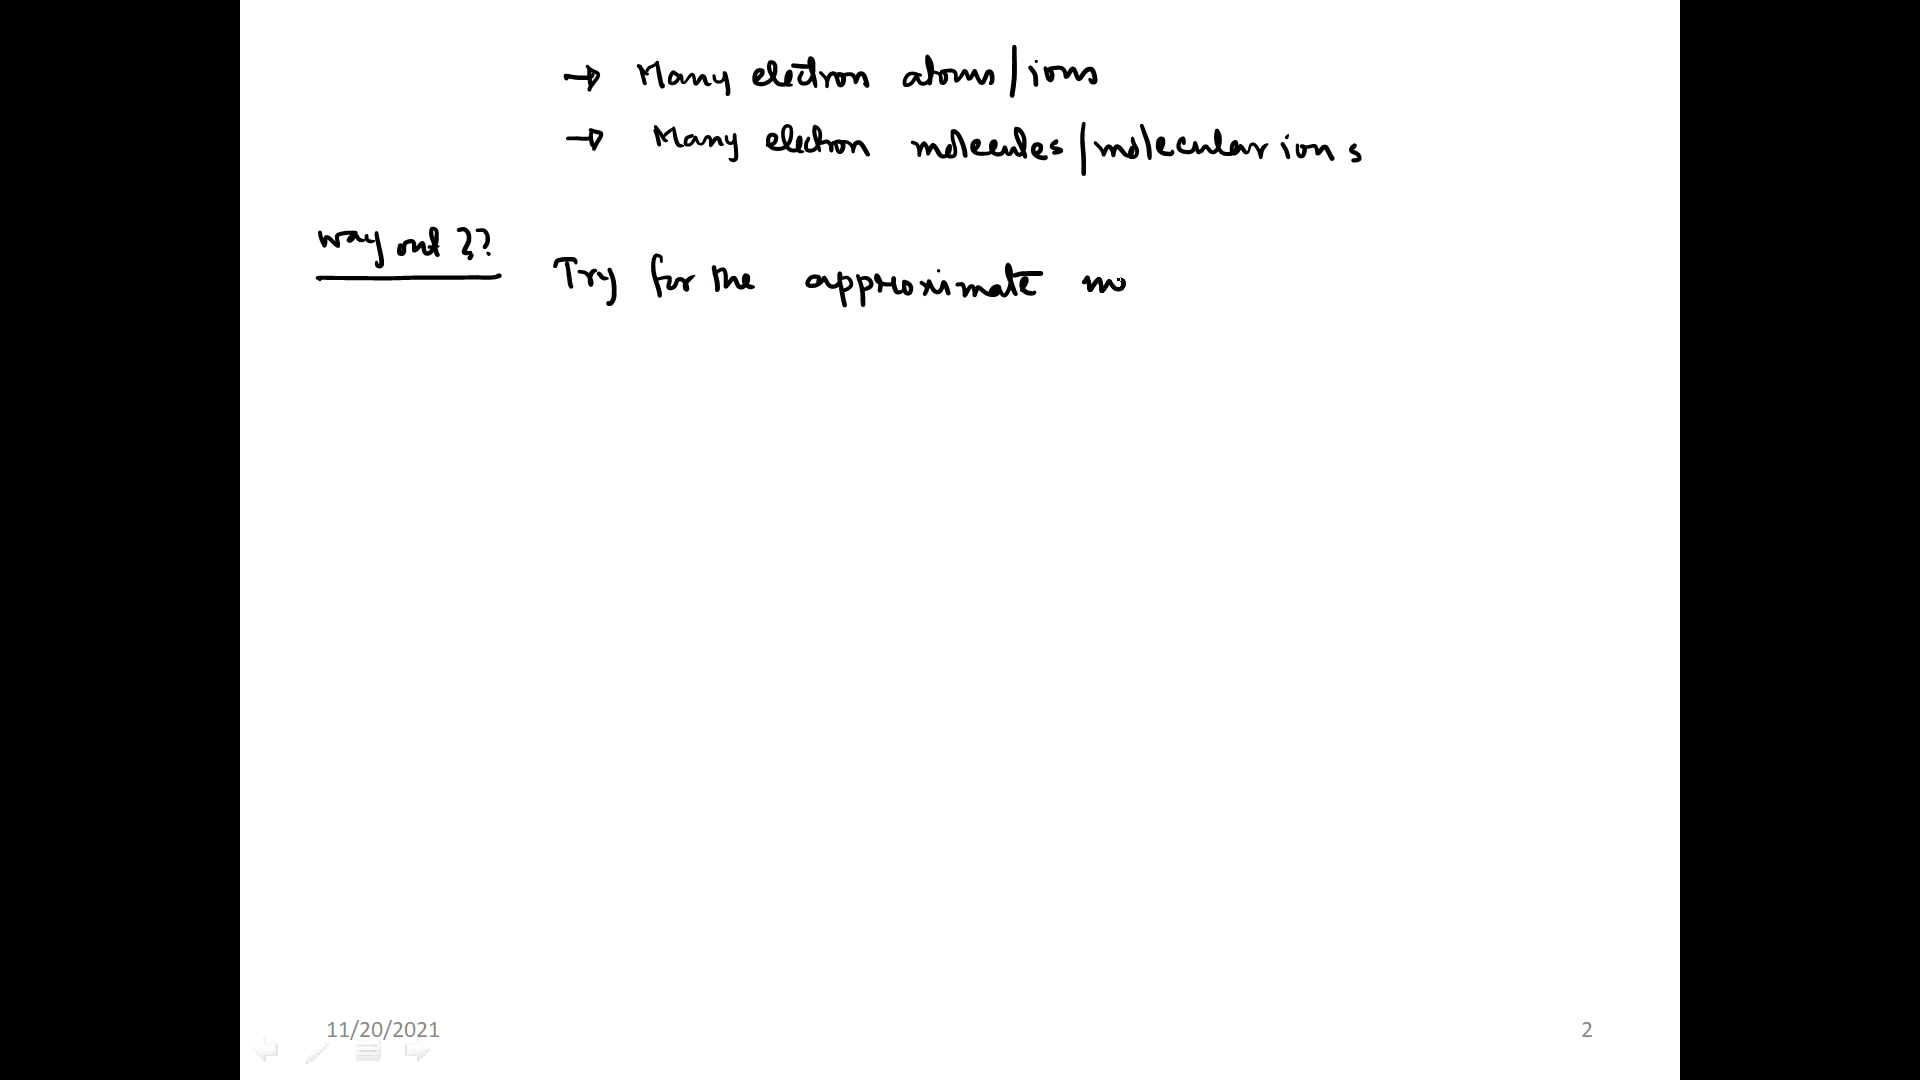 → Many electron atoms/ions
→ Many electron molecules/molecular ions
way out ??
Try for the approximate mo
11/20/2021
2